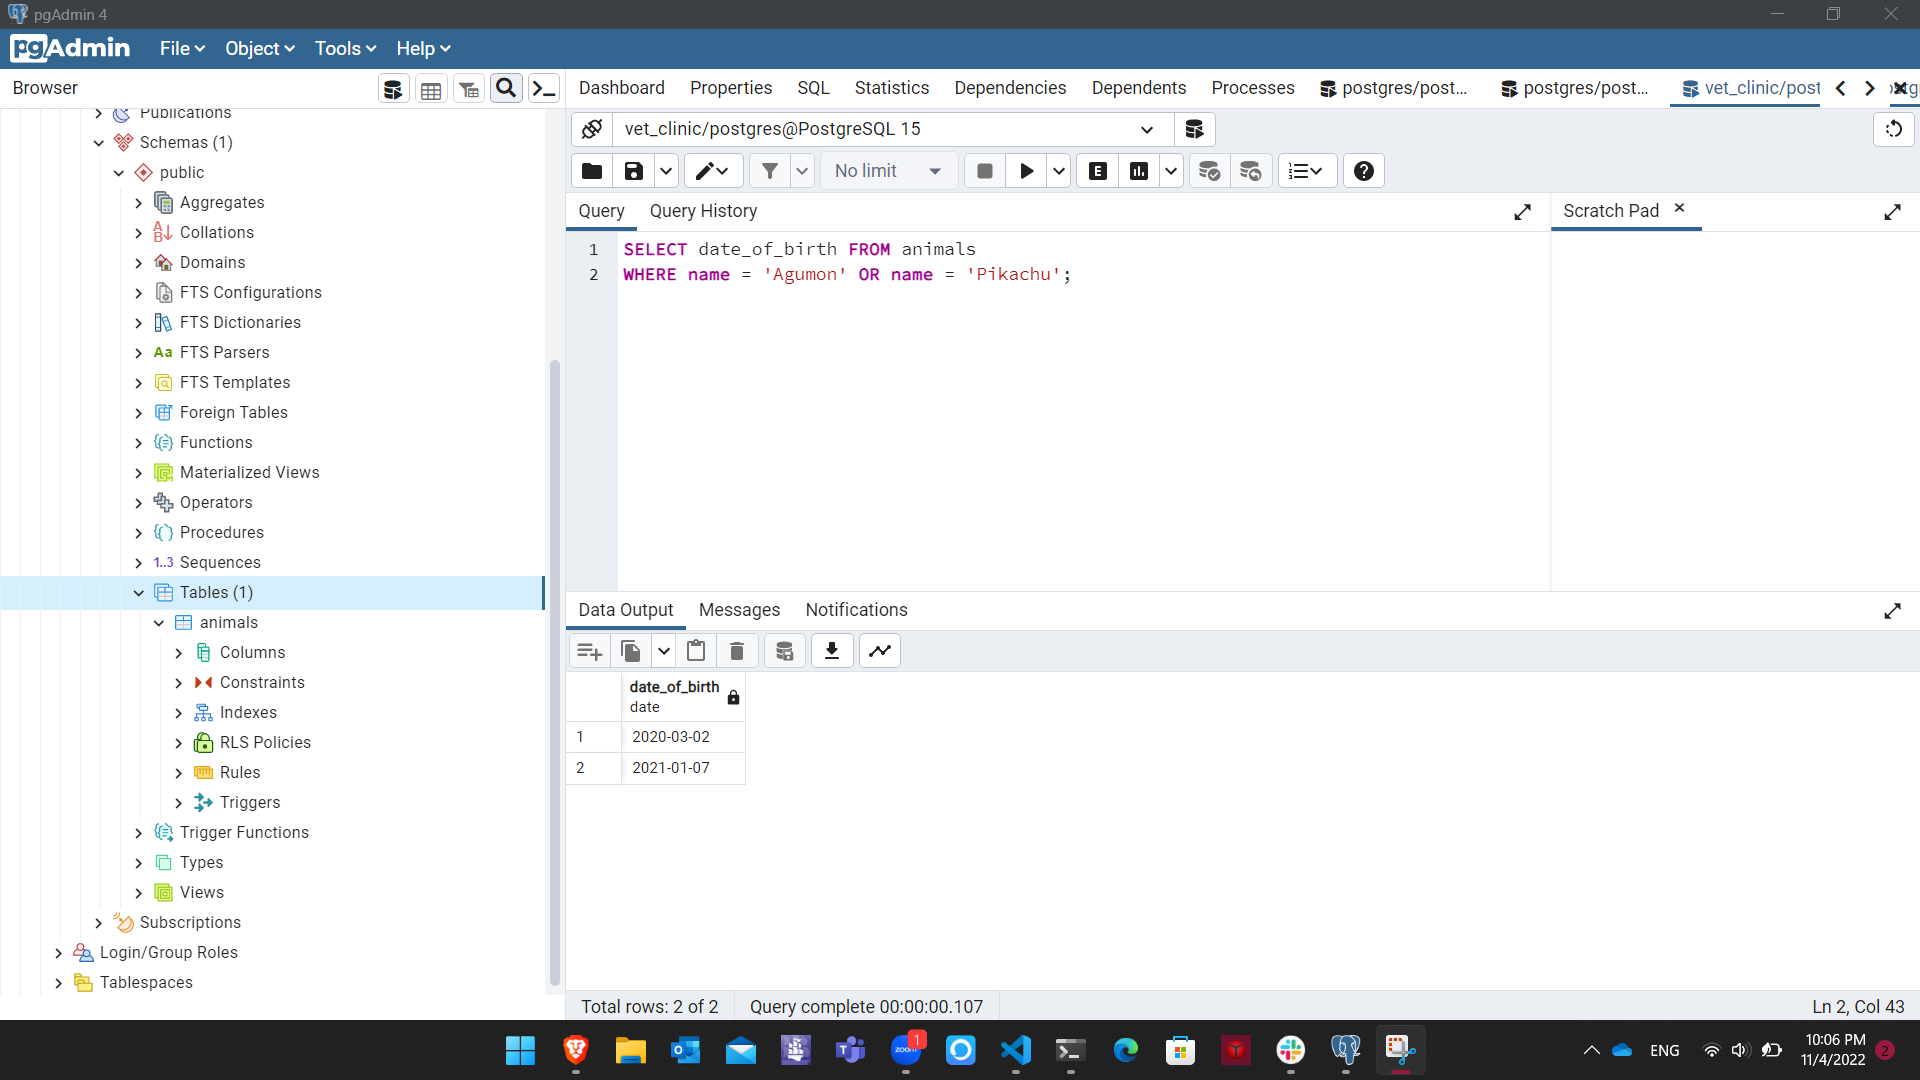 pgAdmin 4
pgAdmin File Object Tools Help
Browser
Dashboard Properties SQL Statistics Dependencies Dependents Processes postgres/post... postgres/post... vet_clinic/post
Publications
Schemas (1)
public
Aggregates
Collations
Domains
FTS Configurations
FTS Dictionaries
Aa FTS Parsers
FTS Templates
Foreign Tables
Functions
Materialized Views
Operators
Procedures
1..3 Sequences
Tables (1)
animals
Columns
Constraints
Indexes
RLS Policies
Rules
Triggers
Trigger Functions
Types
Views
Subscriptions
Login/Group Roles
Tablespaces
vet_clinic/postgres@PostgreSQL 15
No limit
E
Query Query History
Scratch Pad
1 SELECT date_of_birth FROM animals
2 WHERE name = 'Agumon' OR name = 'Pikachu';
Data Output Messages Notifications
date_of_birth
date
1 2020-03-02
2 2021-01-07
Total rows: 2 of 2 Query complete 00:00:00.107 Ln 2, Col 43
zoom 1
ENG
10:06 PM
11/4/2022
2